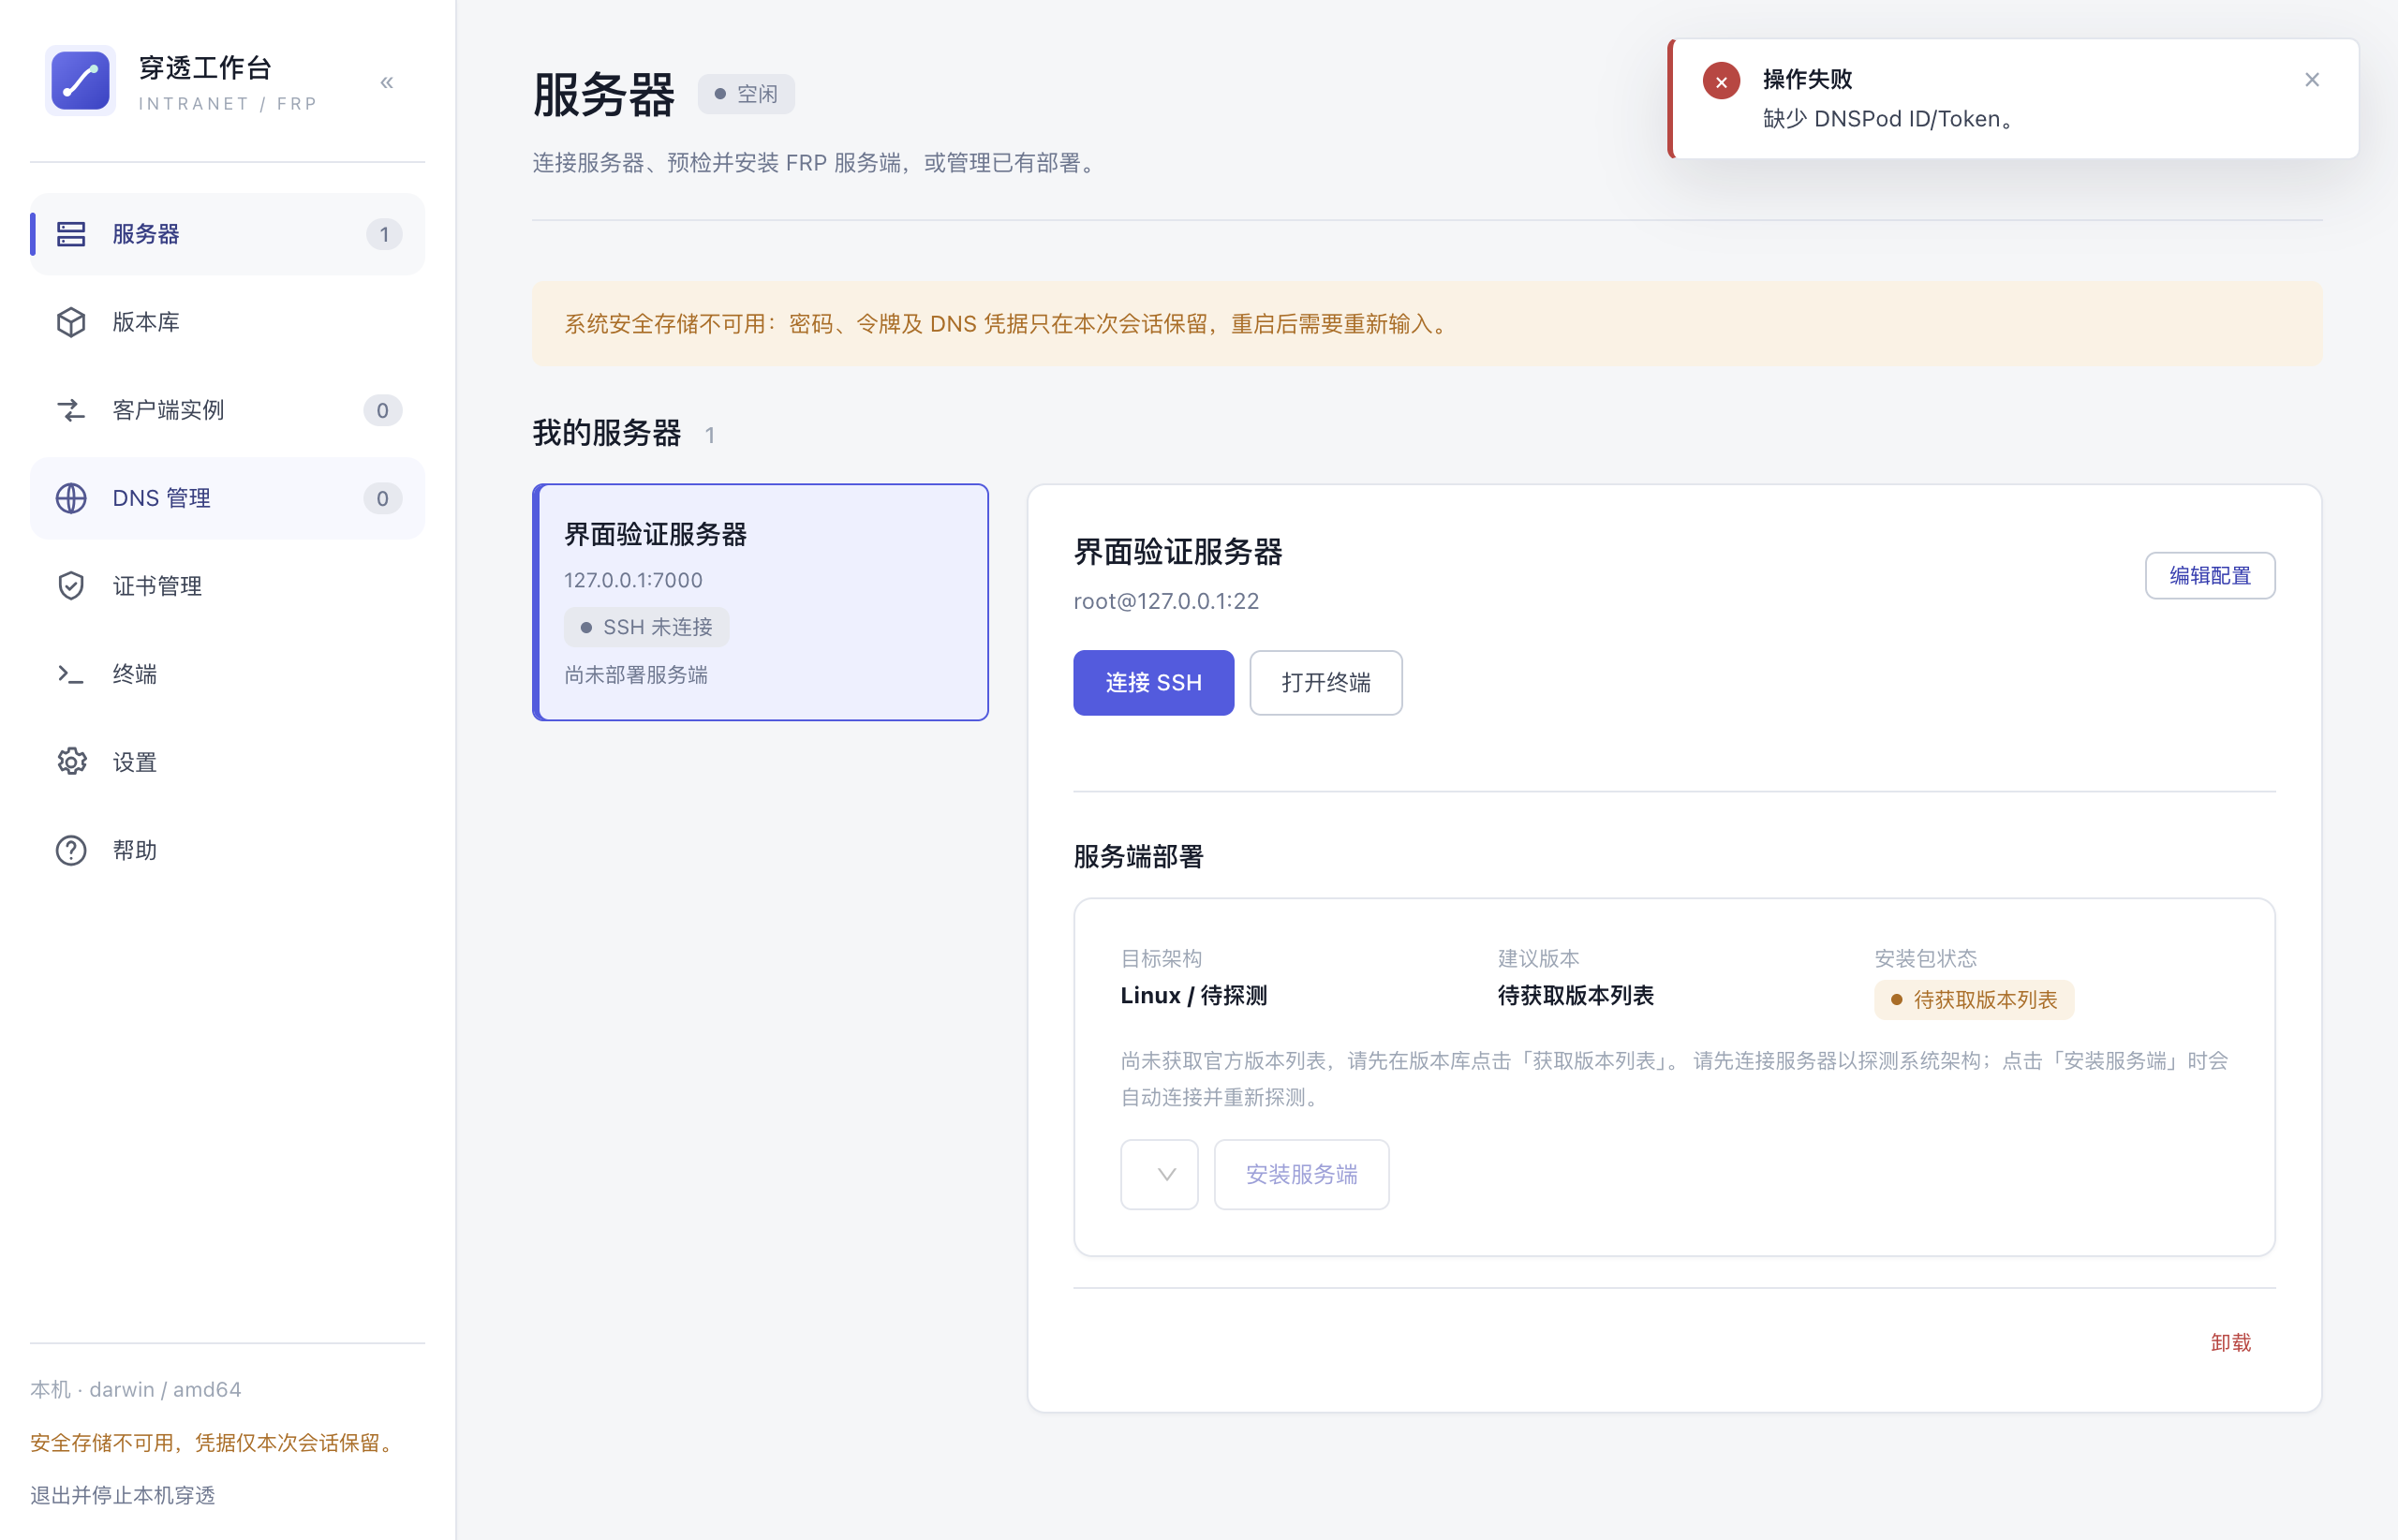 穿透工作台
INTRANET / FRP
«
服务器 1
版本库
客户端实例 0
DNS 管理 0
证书管理
终端
设置
帮助
本机 · darwin / amd64
安全存储不可用，凭据仅本次会话保留。
退出并停止本机穿透
服务器
空闲
连接服务器、预检并安装 FRP 服务端，或管理已有部署。
操作失败
缺少 DNSPod ID/Token。
系统安全存储不可用：密码、令牌及 DNS 凭据只在本次会话保留，重启后需要重新输入。
我的服务器 1
界面验证服务器
127.0.0.1:7000
SSH 未连接
尚未部署服务端
界面验证服务器
root@127.0.0.1:22
编辑配置
连接 SSH
打开终端
服务端部署
目标架构
Linux / 待探测
建议版本
待获取版本列表
安装包状态
待获取版本列表
尚未获取官方版本列表，请先在版本库点击「获取版本列表」。 请先连接服务器以探测系统架构；点击「安装服务端」时会
自动连接并重新探测。
安装服务端
卸载